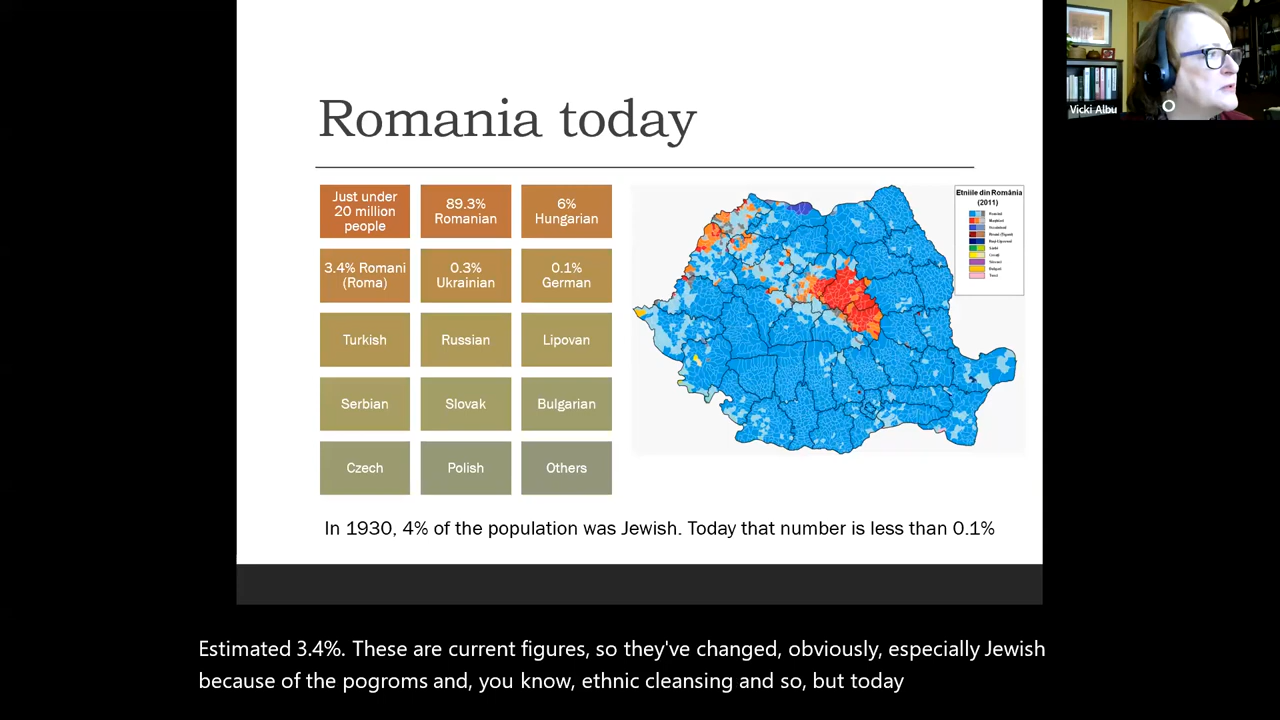 Romania today
Just under
20 million
people
89.3%
Romanian
6%
Hungarian
3.4% Romani
(Roma)
0.3%
Ukrainian
0.1%
German
Turkish
Russian
Lipovan
Serbian
Slovak
Bulgarian
Czech
Polish
Others
Etniile din România
(2011)
In 1930, 4% of the population was Jewish. Today that number is less than 0.1%
Vicki Albu
Estimated 3.4%. These are current figures, so they've changed, obviously, especially Jewish
because of the pogroms and, you know, ethnic cleansing and so, but today